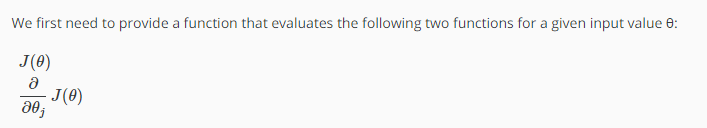 We first need to provide a function that evaluates the following two functions for a given input value θ:
J(θ)
∂
∂θⱼ J(θ)